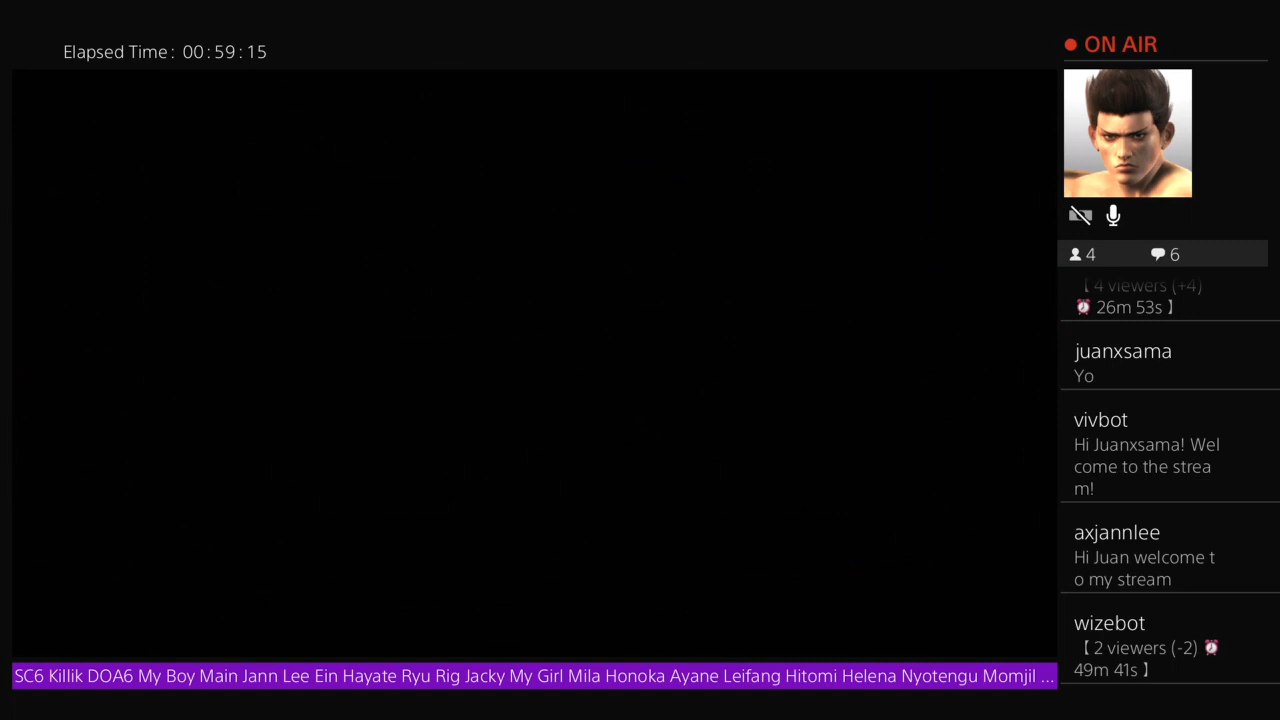 Elapsed Time: 00:59:15
ON AIR
4 6
【 4 viewers (+4)
⏰ 26m 53s 】
juanxsama
Yo
vivbot
Hi Juanxsama! Wel
come to the strea
m!
axjannlee
Hi Juan welcome t
o my stream
wizebot
【 2 viewers (-2) ⏰
49m 41s 】
SC6 Killik DOA6 My Boy Main Jann Lee Ein Hayate Ryu Rig Jacky My Girl Mila Honoka Ayane Leifang Hitomi Helena Nyotengu Momjil ...